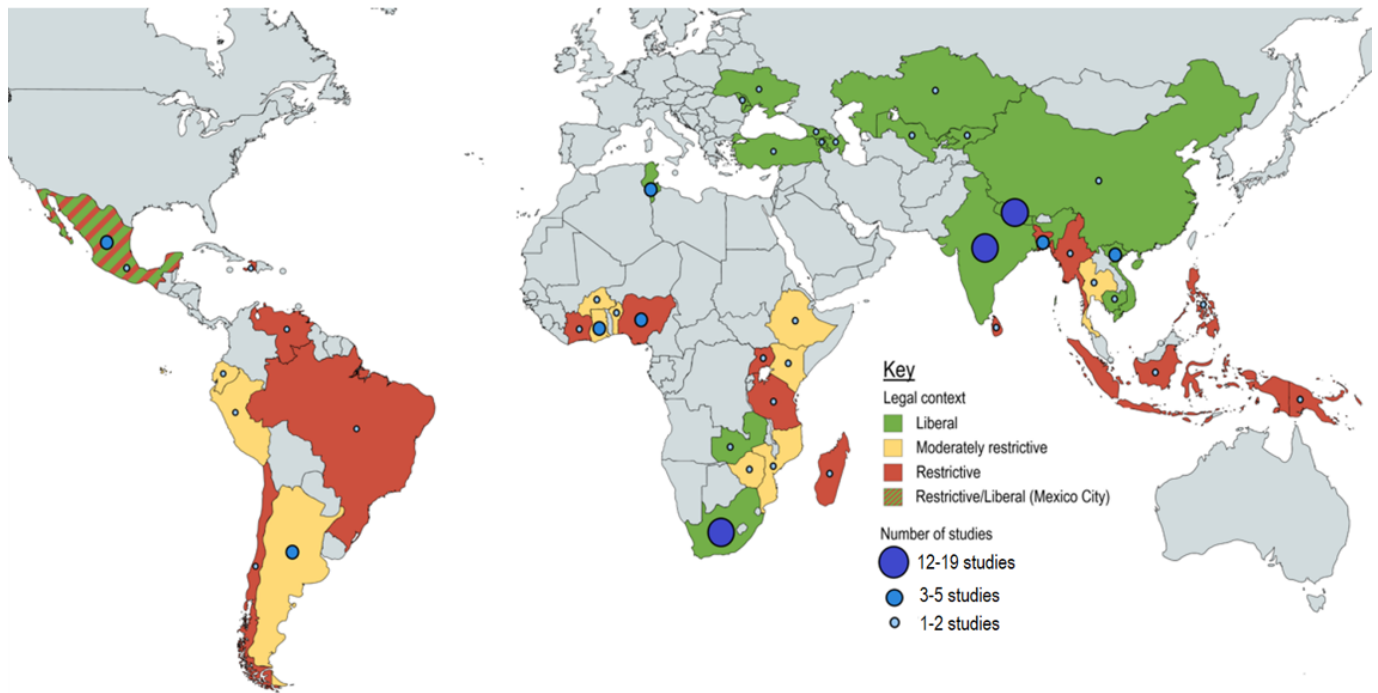 Key
Legal context
Liberal
Moderately restrictive
Restrictive
Restrictive/Liberal (Mexico City)
Number of studies
12-19 studies
3-5 studies
1-2 studies